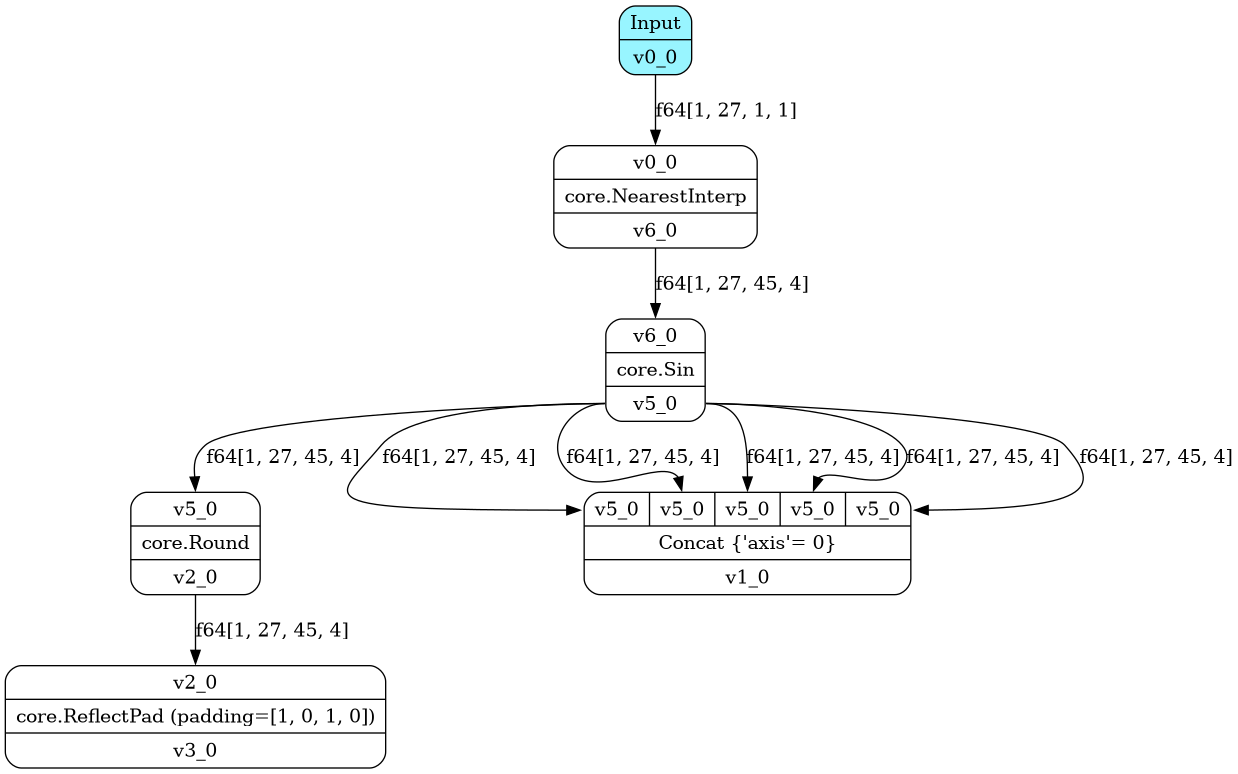 Input
v0_0
f64[1, 27, 1, 1]
v0_0
core.NearestInterp
v6_0
f64[1, 27, 45, 4]
v6_0
core.Sin
v5_0
f64[1, 27, 45, 4] f64[1, 27, 45, 4] f64[1, 27, 45, 4] f64[1, 27, 45, 4] f64[1, 27, 45, 4] f64[1, 27, 45, 4]
v5_0
core.Round
v2_0
v5_0 v5_0 v5_0 v5_0 v5_0
Concat {'axis'= 0}
v1_0
f64[1, 27, 45, 4]
v2_0
core.ReflectPad (padding=[1, 0, 1, 0])
v3_0